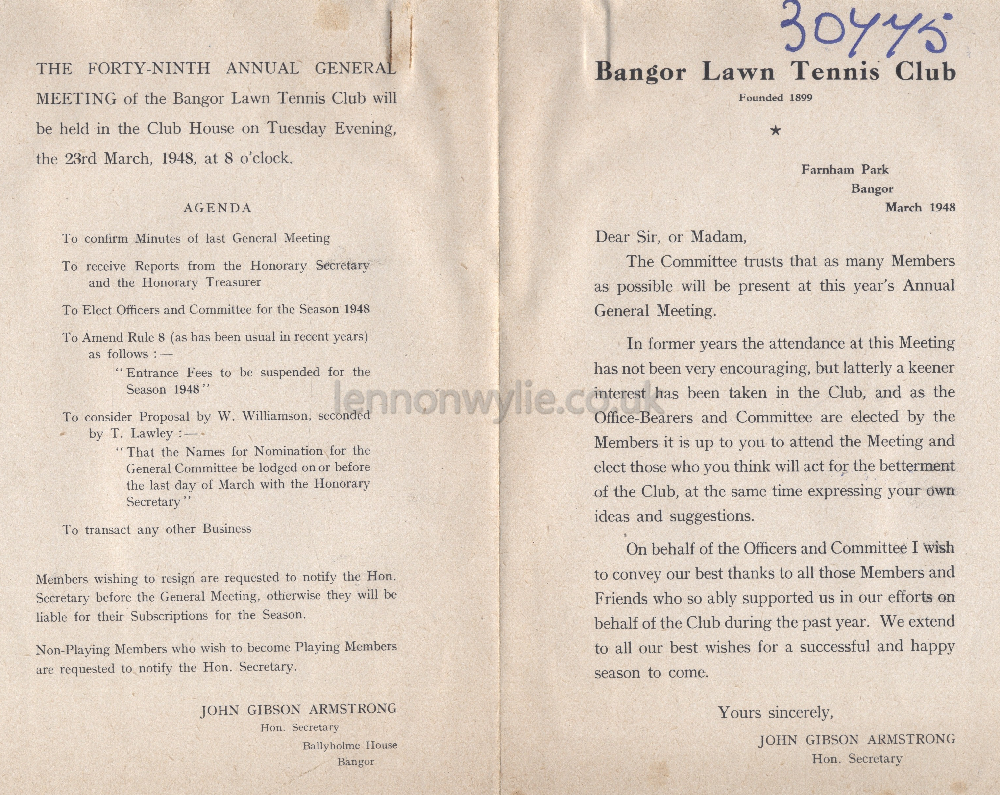 THE FORTY-NINTH ANNUAL GENERAL
MEETING of the Bangor Lawn Tennis Club will
be held in the Club House on Tuesday Evening,
the 23rd March, 1948, at 8 o'clock.
AGENDA
To confirm Minutes of last General Meeting
To receive Reports from the Honorary Secretary
and the Honorary Treasurer
To Elect Officers and Committee for the Season 1948
To Amend Rule 8 (as has been usual in recent years)
as follows :—
"Entrance Fees to be suspended for the
Season 1948"
To consider Proposal by W. Williamson, seconded
by T. Lawley :—
"That the Names for Nomination for the
General Committee be lodged on or before
the last day of March with the Honorary
Secretary"
To transact any other Business
Members wishing to resign are requested to notify the Hon.
Secretary before the General Meeting, otherwise they will be
liable for their Subscriptions for the Season.
Non-Playing Members who wish to become Playing Members
are requested to notify the Hon. Secretary.
JOHN GIBSON ARMSTRONG
Hon. Secretary
Ballyholme House
Bangor
30445
Bangor Lawn Tennis Club
Founded 1899
★
Farnham Park
Bangor
March 1948
Dear Sir, or Madam,
The Committee trusts that as many Members
as possible will be present at this year's Annual
General Meeting.
In former years the attendance at this Meeting
has not been very encouraging, but latterly a keener
interest has been taken in the Club, and as the
Office-Bearers and Committee are elected by the
Members it is up to you to attend the Meeting and
elect those who you think will act for the betterment
of the Club, at the same time expressing your own
ideas and suggestions.
On behalf of the Officers and Committee I wish
to convey our best thanks to all those Members and
Friends who so ably supported us in our efforts on
behalf of the Club during the past year. We extend
to all our best wishes for a successful and happy
season to come.
Yours sincerely,
JOHN GIBSON ARMSTRONG
Hon. Secretary
lennonwylie.co.uk